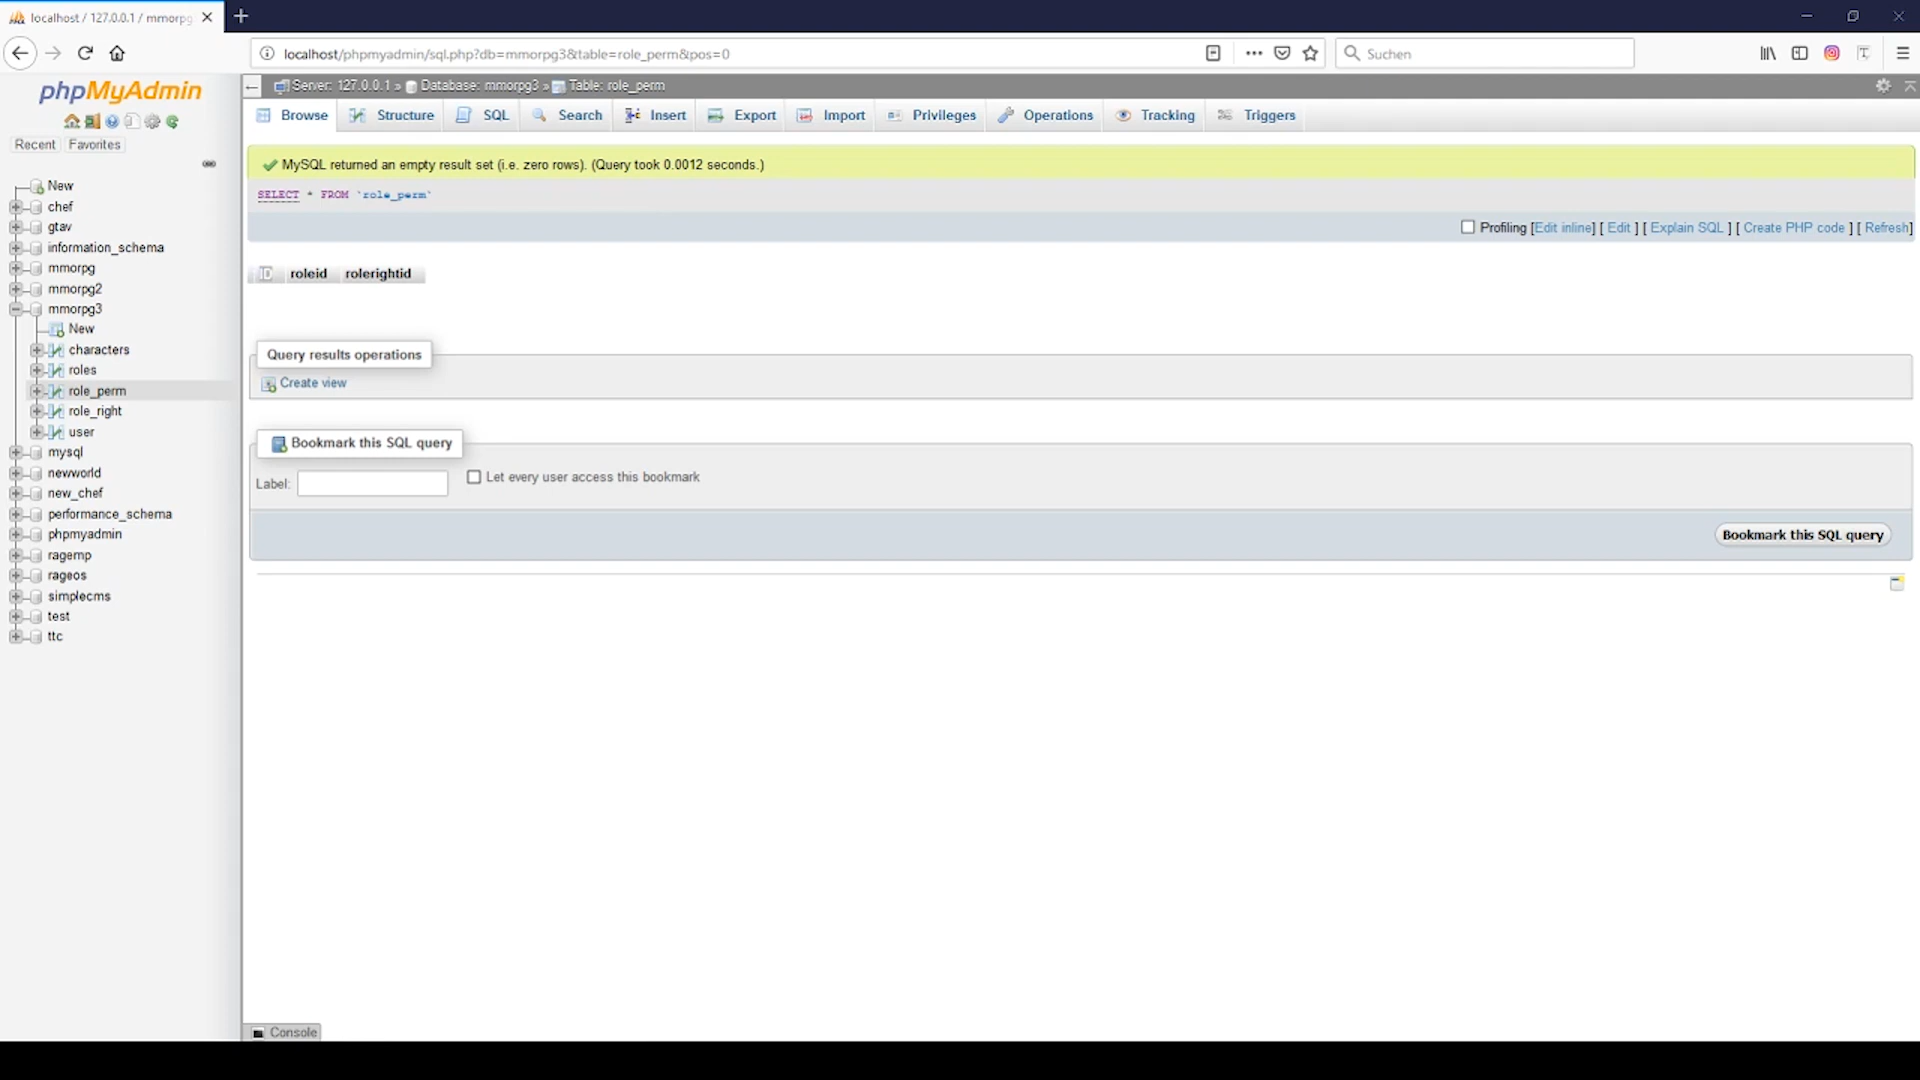 localhost / 127.0.0.1 / mmorpg
localhost/phpmyadmin/sql.php?db=mmorpg3&table=role_perm&pos=0
Suchen
phpMyAdmin
Recent
Favorites
New
chef
gtav
information_schema
mmorpg
mmorpg2
mmorpg3
New
characters
roles
role_perm
role_right
user
mysql
newworld
new_chef
performance_schema
phpmyadmin
ragemp
rageos
simplecms
test
ttc
Server: 127.0.0.1 » Database: mmorpg3 » Table: role_perm
Browse Structure SQL Search Insert Export Import Privileges Operations Tracking Triggers
MySQL returned an empty result set (i.e. zero rows). (Query took 0.0012 seconds.)
SELECT * FROM `role_perm`
Profiling [Edit inline] [ Edit ] [ Explain SQL ] [ Create PHP code ] [ Refresh]
roleid rolerightid
Query results operations
Create view
Bookmark this SQL query
Label: Let every user access this bookmark
Bookmark this SQL query
Console